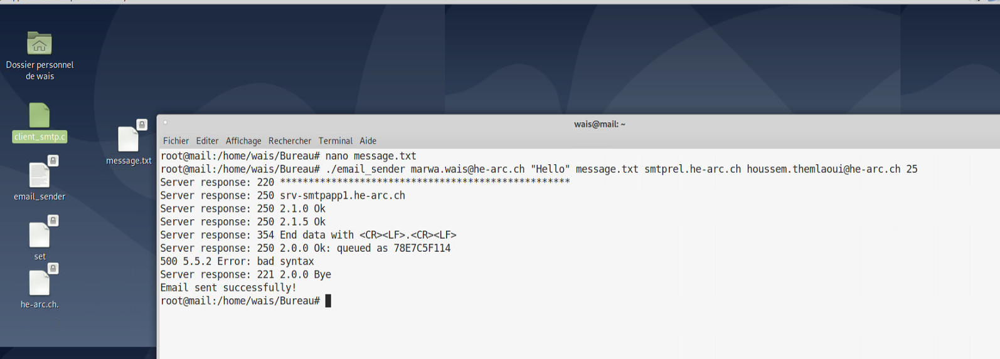 Dossier personnel
de wais
client_smtp.c
message.txt
email_sender
set
he-arc.ch.
wais@mail: ~
Fichier Editer Affichage Rechercher Terminal Aide
root@mail:/home/wais/Bureau# nano message.txt
root@mail:/home/wais/Bureau# ./email_sender marwa.wais@he-arc.ch "Hello" message.txt smtprel.he-arc.ch houssem.themlaoui@he-arc.ch 25
Server response: 220 ***************************************************
Server response: 250 srv-smtpapp1.he-arc.ch
Server response: 250 2.1.0 Ok
Server response: 250 2.1.5 Ok
Server response: 354 End data with <CR><LF>.<CR><LF>
Server response: 250 2.0.0 Ok: queued as 78E7C5F114
500 5.5.2 Error: bad syntax
Server response: 221 2.0.0 Bye
Email sent successfully!
root@mail:/home/wais/Bureau#